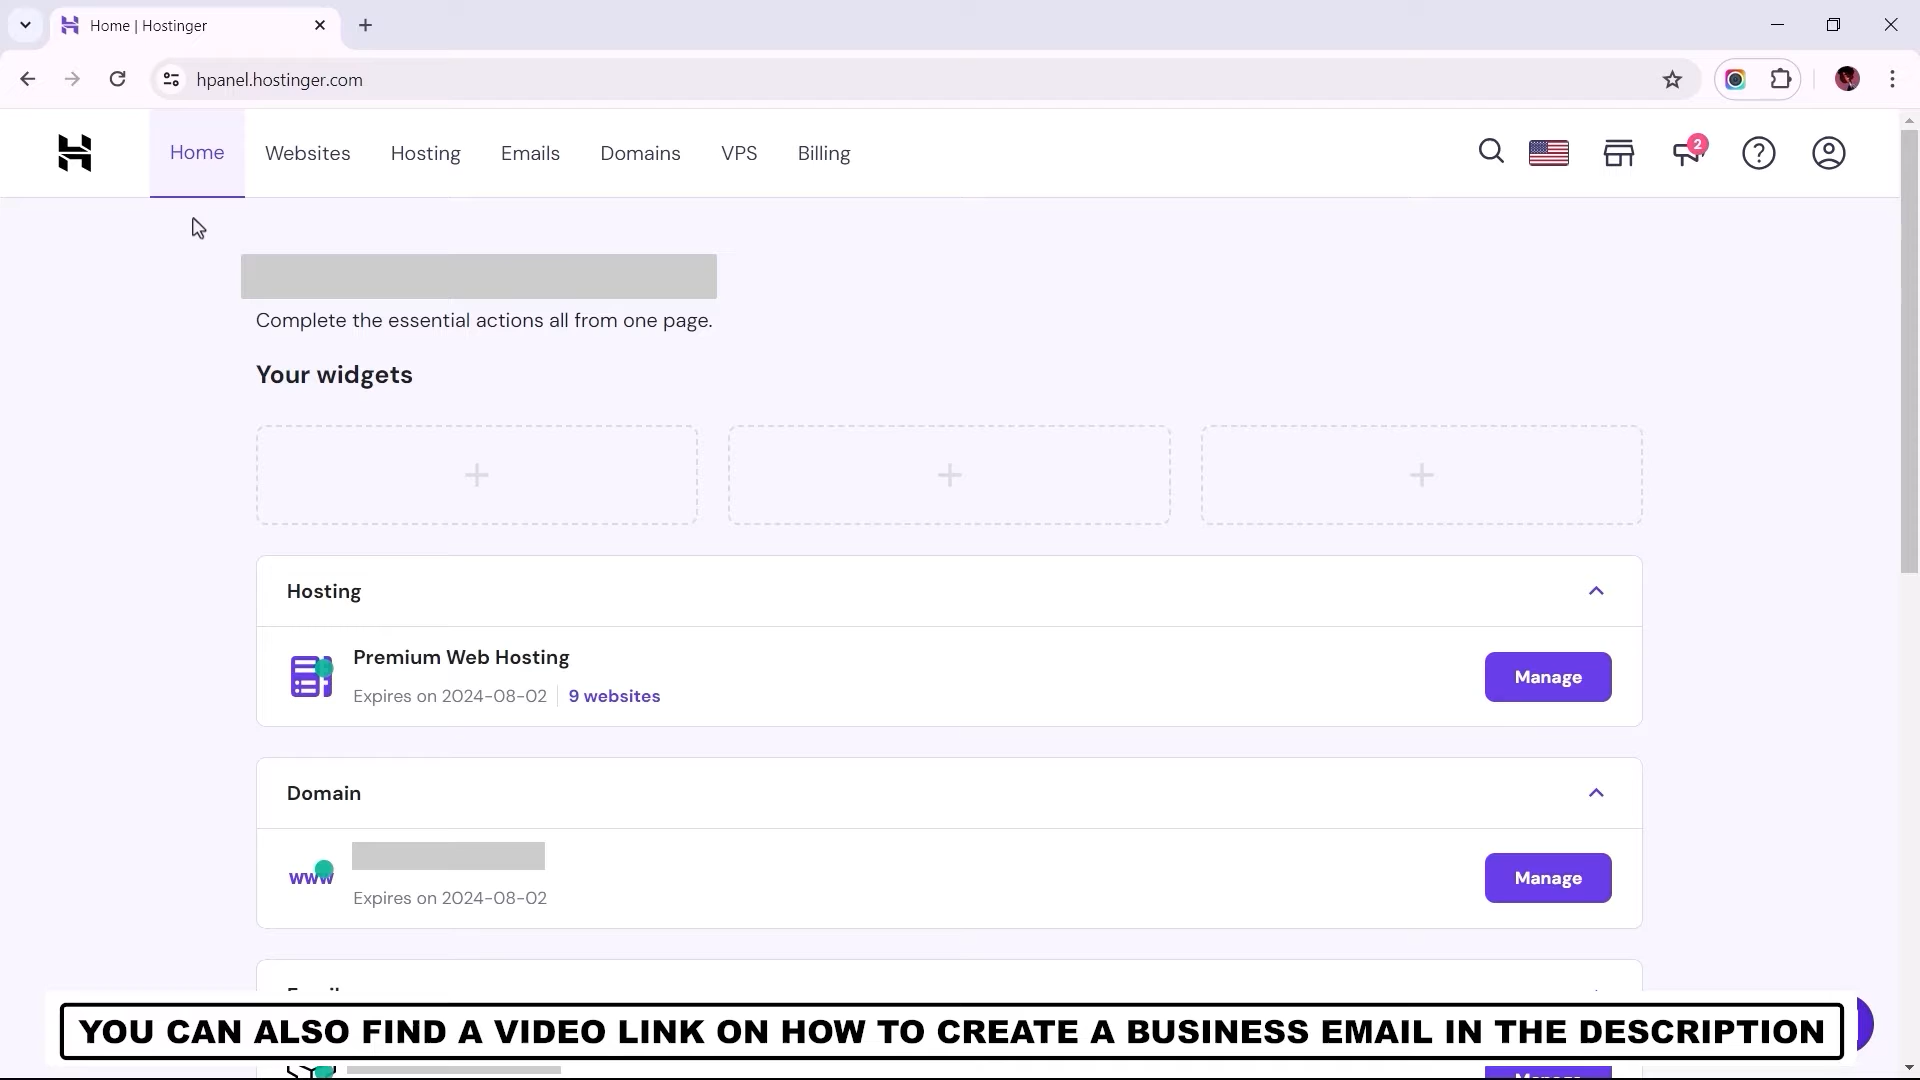 Home | Hostinger
hpanel.hostinger.com
Home Websites Hosting Emails Domains VPS Billing 2
Complete the essential actions all from one page.
Your widgets
Hosting
Premium Web Hosting
Expires on 2024-08-02 9 websites
Manage
Domain
www
Expires on 2024-08-02
Manage
YOU CAN ALSO FIND A VIDEO LINK ON HOW TO CREATE A BUSINESS EMAIL IN THE DESCRIPTION